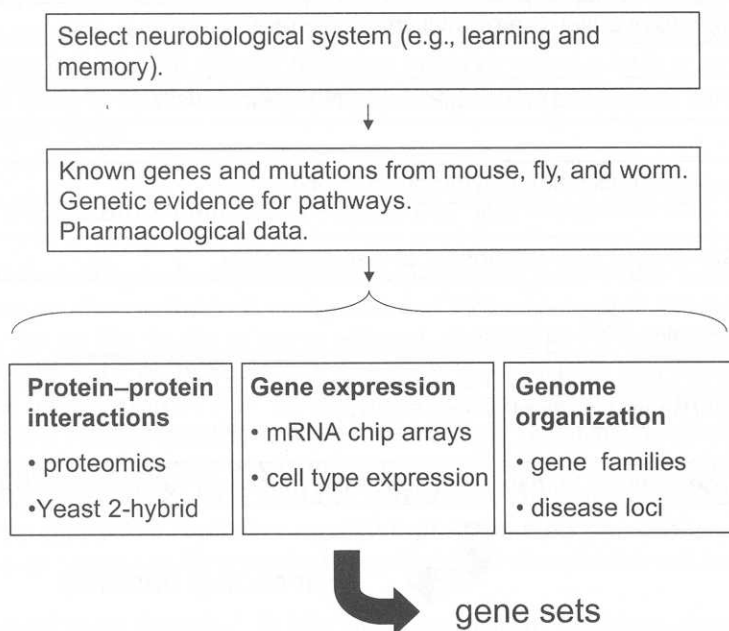 Select neurobiological system (e.g., learning and
memory).
Known genes and mutations from mouse, fly, and worm.
Genetic evidence for pathways.
Pharmacological data.
Protein–protein
interactions
• proteomics
•Yeast 2-hybrid
Gene expression
• mRNA chip arrays
• cell type expression
Genome
organization
• gene families
• disease loci
gene sets